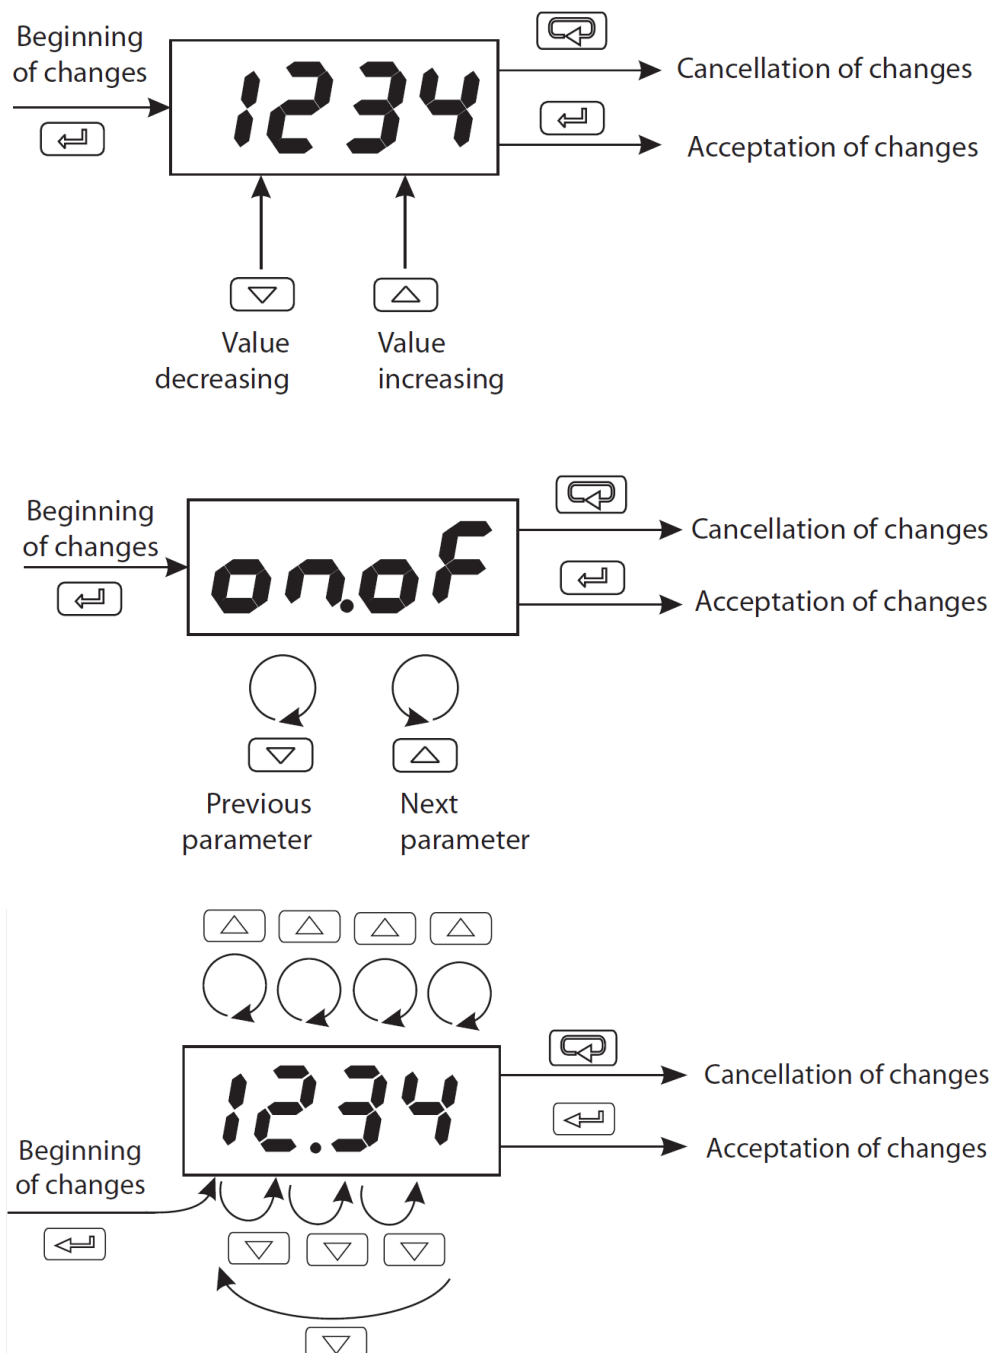 Beginning
of changes
1234
Cancellation of changes
Acceptation of changes
Value
decreasing
Value
increasing
Beginning
of changes
on.oF
Cancellation of changes
Acceptation of changes
Previous
parameter
Next
parameter
12.34
Cancellation of changes
Acceptation of changes
Beginning
of changes